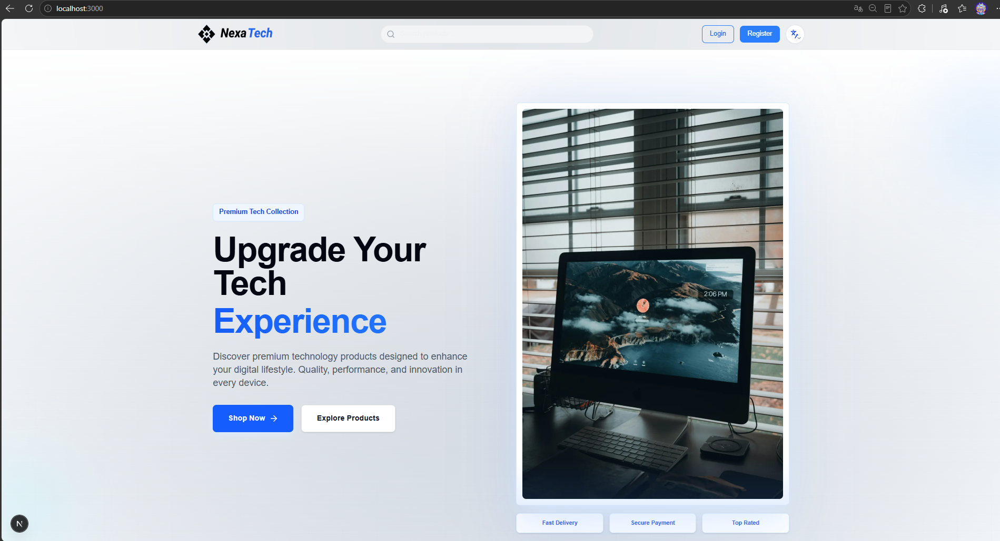 localhost:3000
NexaTech
Login
Register
Premium Tech Collection
Upgrade Your
Tech
Experience
Discover premium technology products designed to enhance
your digital lifestyle. Quality, performance, and innovation in
every device.
Shop Now
Explore Products
2:06 PM
Fast Delivery
Secure Payment
Top Rated
N